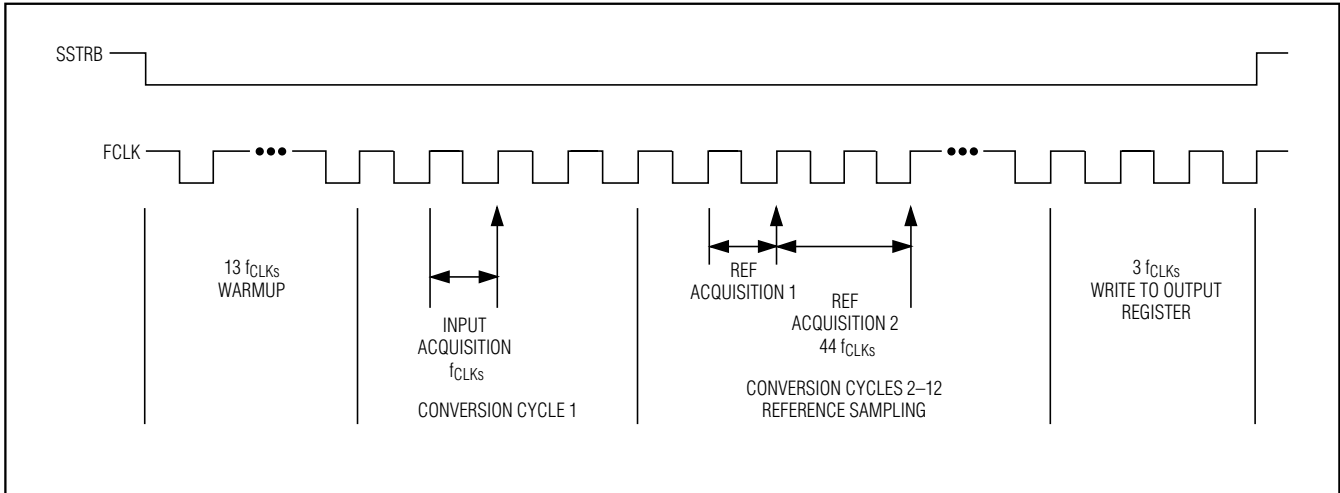 SSTRB
FCLK
13 fCLKs
WARMUP
INPUT
ACQUISITION
fCLKs
CONVERSION CYCLE 1
REF
ACQUISITION 1
REF
ACQUISITION 2
44 fCLKs
CONVERSION CYCLES 2–12
REFERENCE SAMPLING
3 fCLKs
WRITE TO OUTPUT
REGISTER